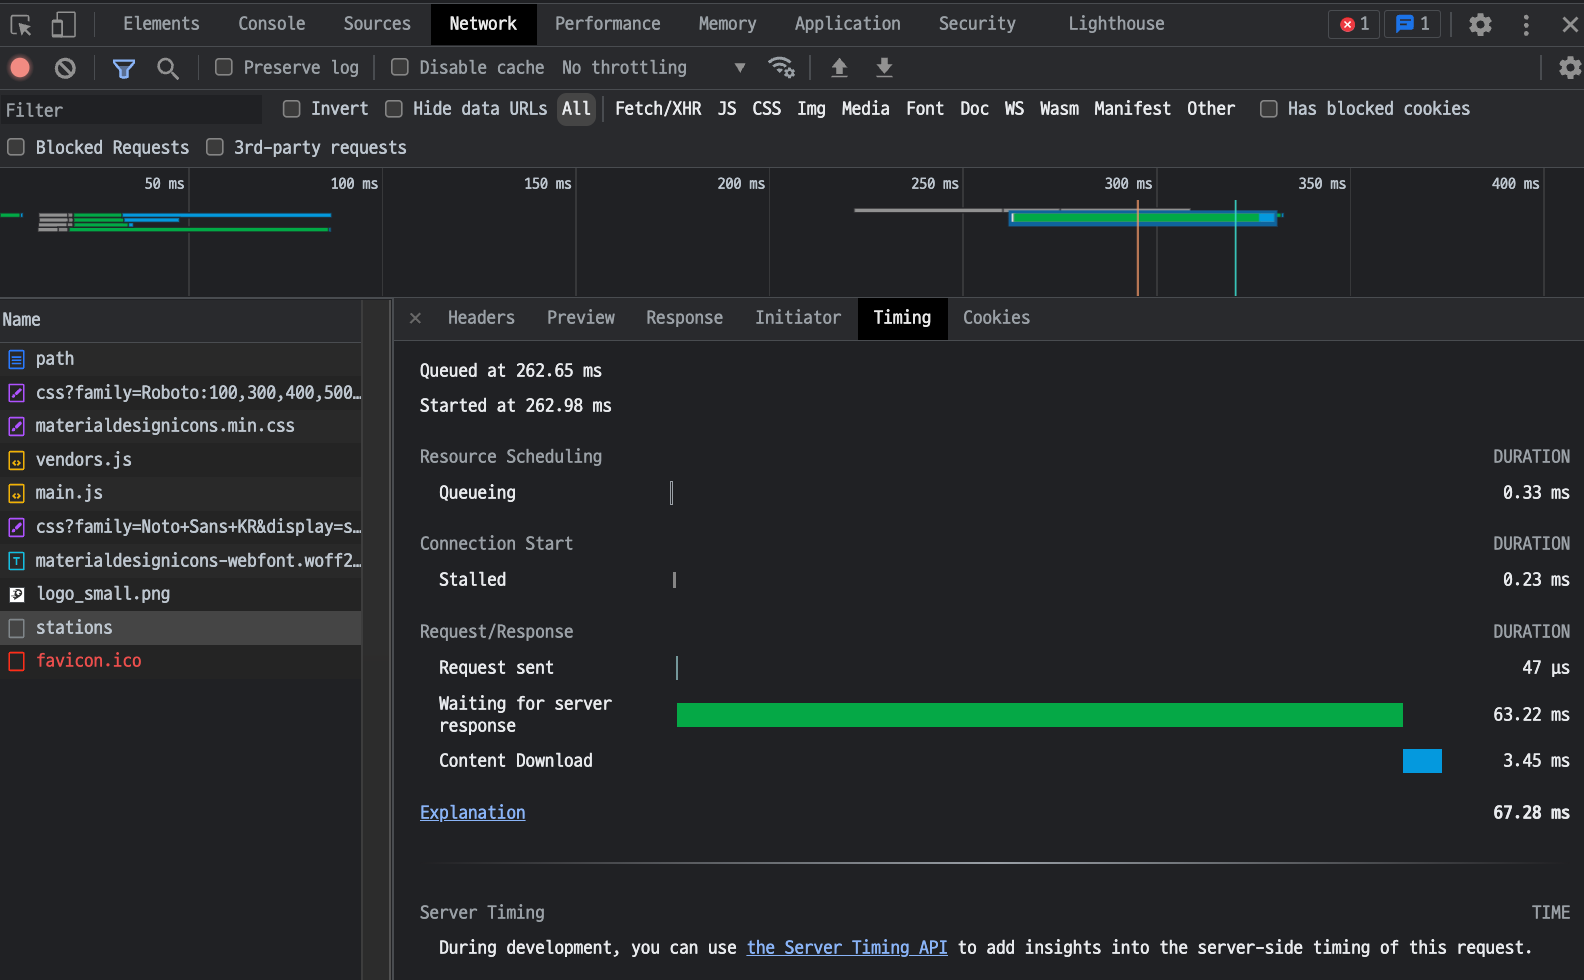 Elements Console Sources Network Performance Memory Application Security Lighthouse 1 1
Preserve log Disable cache No throttling
Filter Invert Hide data URLs All Fetch/XHR JS CSS Img Media Font Doc WS Wasm Manifest Other Has blocked cookies
Blocked Requests 3rd-party requests
50 ms 100 ms 150 ms 200 ms 250 ms 300 ms 350 ms 400 ms
Name
path
css?family=Roboto:100,300,400,500…
materialdesignicons.min.css
vendors.js
main.js
css?family=Noto+Sans+KR&display=s…
materialdesignicons-webfont.woff2…
logo_small.png
stations
favicon.ico
Headers Preview Response Initiator Timing Cookies
Queued at 262.65 ms
Started at 262.98 ms
Resource Scheduling DURATION
Queueing 0.33 ms
Connection Start DURATION
Stalled 0.23 ms
Request/Response DURATION
Request sent 47 μs
Waiting for server
response 63.22 ms
Content Download 3.45 ms
Explanation 67.28 ms
Server Timing TIME
During development, you can use the Server Timing API to add insights into the server-side timing of this request.